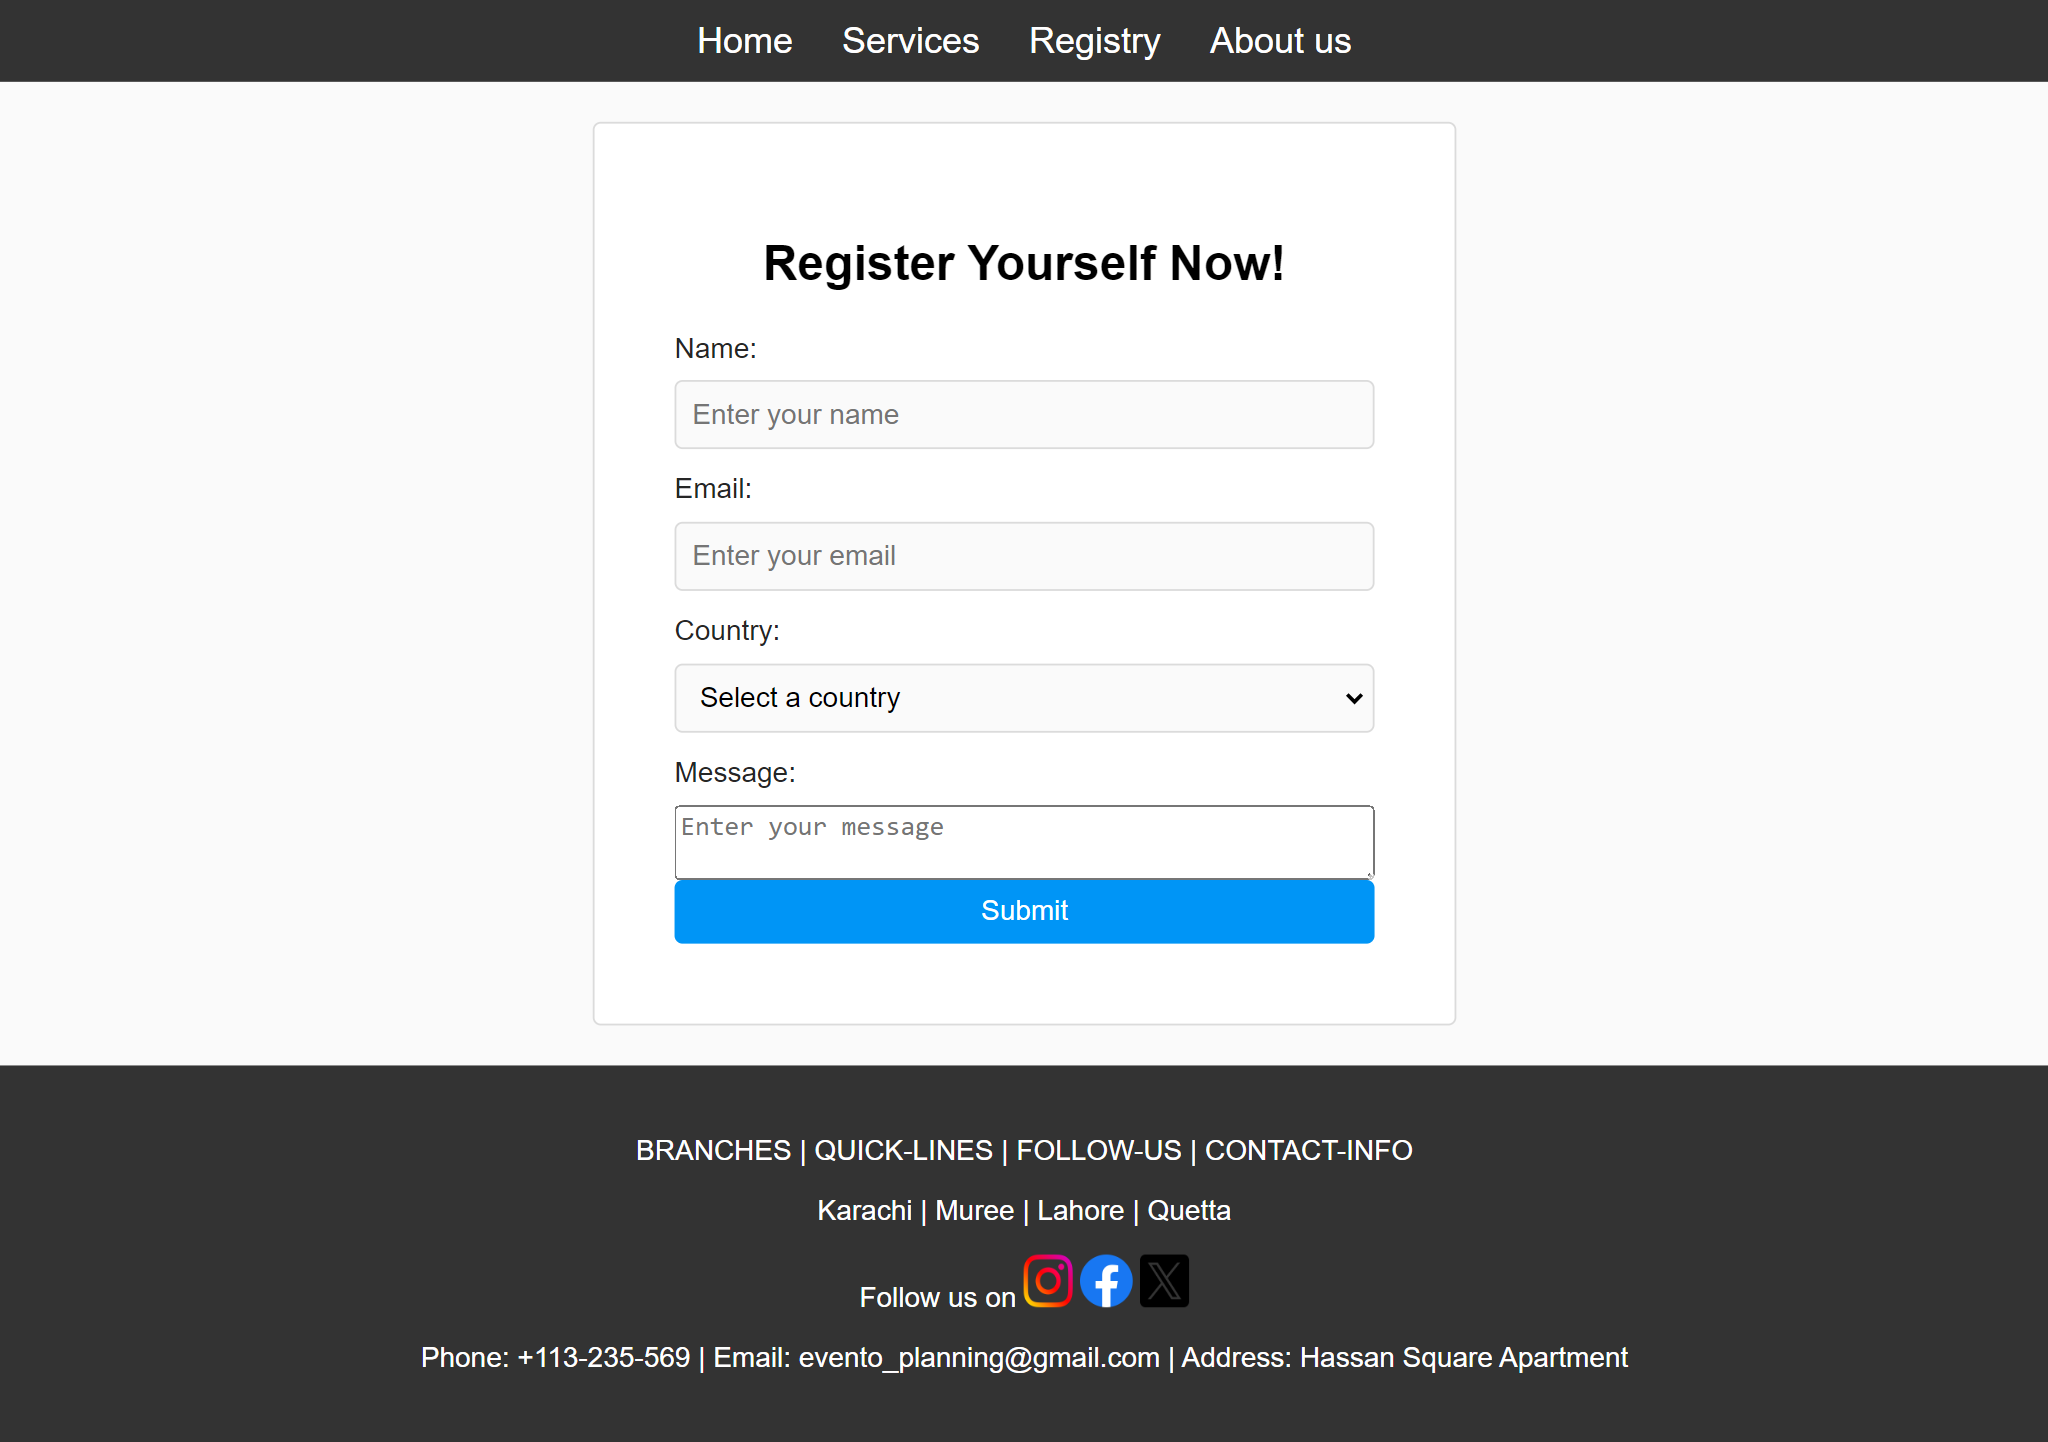 Home Services Registry About us
Register Yourself Now!
Name:
Enter your name
Email:
Enter your email
Country:
Select a country
Message:
Enter your message
Submit
BRANCHES | QUICK-LINES | FOLLOW-US | CONTACT-INFO
Karachi | Muree | Lahore | Quetta
Follow us on
Phone: +113-235-569 | Email: evento_planning@gmail.com | Address: Hassan Square Apartment